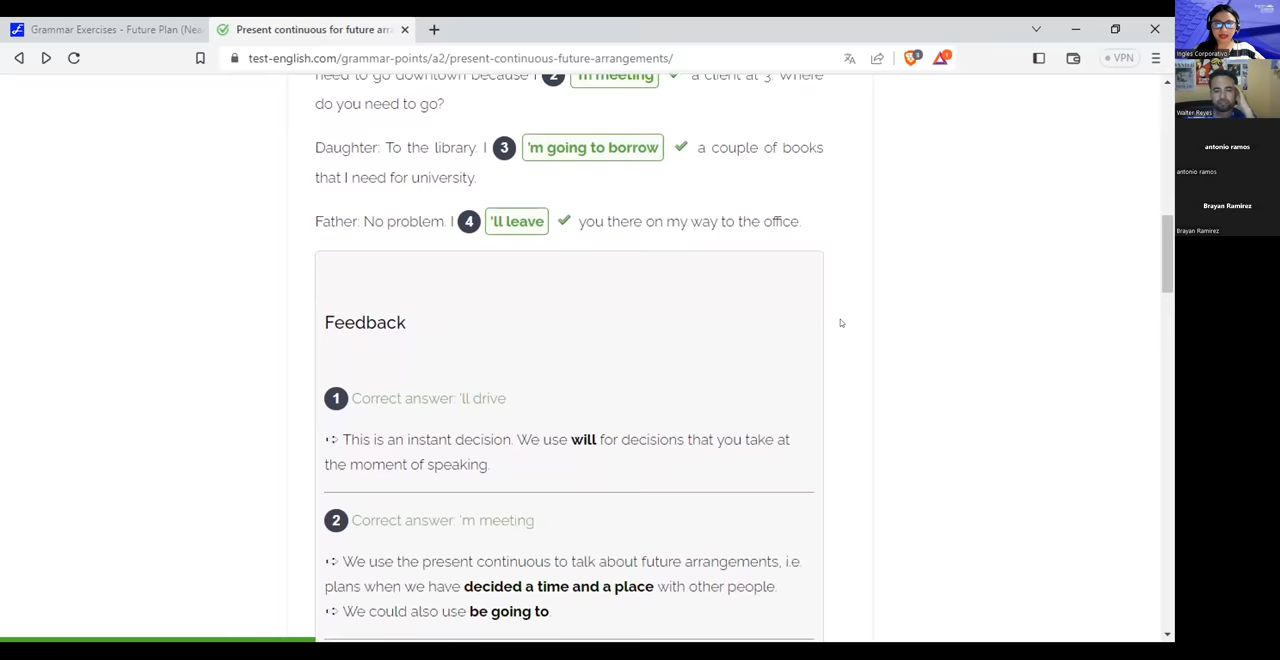 Grammar Exercises - Future Plan (Nea
Present continuous for future arra
test-english.com/grammar-points/a2/present-continuous-future-arrangements/
VPN
need to go downtown because I 2 'm meeting a client at 3. Where
do you need to go?
Daughter: To the library. I 3 'm going to borrow a couple of books
that I need for university.
Father: No problem. I 4 'll leave you there on my way to the office.
Feedback
1 Correct answer: 'll drive
➪ This is an instant decision. We use will for decisions that you take at
the moment of speaking.
2 Correct answer: 'm meeting
➪ We use the present continuous to talk about future arrangements, i.e.
plans when we have decided a time and a place with other people.
➪ We could also use be going to.
Ingles Corporativo
Walter Reyes
antonio ramos
antonio ramos
Brayan Ramirez
Brayan Ramirez